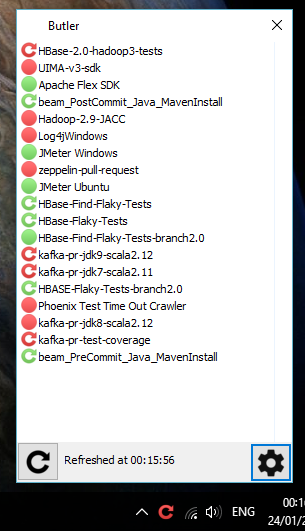 Butler
HBase-2.0-hadoop3-tests
UIMA-v3-sdk
Apache Flex SDK
beam_PostCommit_Java_MavenInstall
Hadoop-2.9-JACC
Log4jWindows
JMeter Windows
zeppelin-pull-request
JMeter Ubuntu
HBase-Find-Flaky-Tests
HBase-Flaky-Tests
HBase-Find-Flaky-Tests-branch2.0
kafka-pr-jdk9-scala2.12
kafka-pr-jdk7-scala2.11
HBASE-Flaky-Tests-branch2.0
Phoenix Test Time Out Crawler
kafka-pr-jdk8-scala2.12
kafka-pr-test-coverage
beam_PreCommit_Java_MavenInstall
Refreshed at 00:15:56
ENG
24/01/2